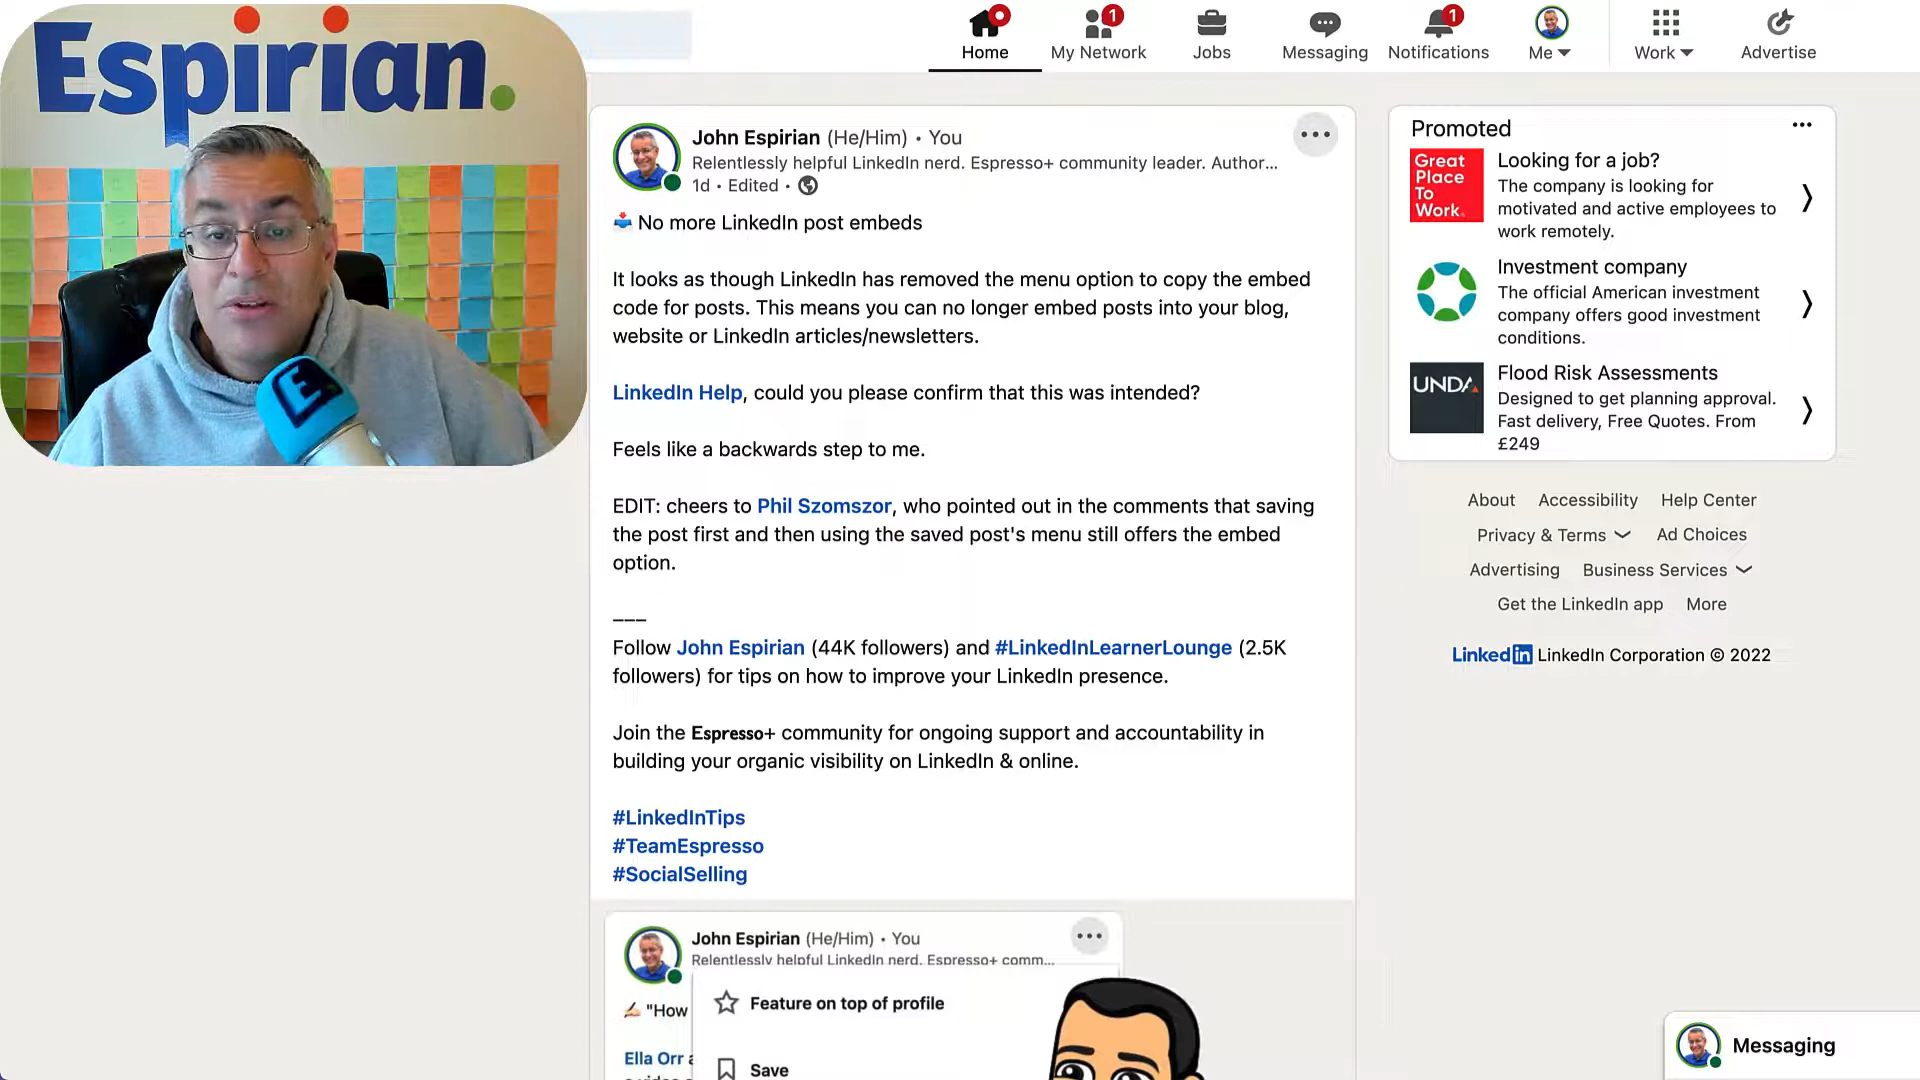 Espirian.
E
Home
My Network
1
Jobs
Messaging
Notifications
1
Me
Work
Advertise
John Espirian (He/Him) • You
Relentlessly helpful LinkedIn nerd. Espresso+ community leader. Author...
1d • Edited •
📥 No more LinkedIn post embeds
It looks as though LinkedIn has removed the menu option to copy the embed
code for posts. This means you can no longer embed posts into your blog,
website or LinkedIn articles/newsletters.
LinkedIn Help, could you please confirm that this was intended?
Feels like a backwards step to me.
EDIT: cheers to Phil Szomszor, who pointed out in the comments that saving
the post first and then using the saved post's menu still offers the embed
option.
___
Follow John Espirian (44K followers) and #LinkedInLearnerLounge (2.5K
followers) for tips on how to improve your LinkedIn presence.
Join the Espresso+ community for ongoing support and accountability in
building your organic visibility on LinkedIn & online.
#LinkedInTips
#TeamEspresso
#SocialSelling
John Espirian (He/Him) • You
Relentlessly helpful LinkedIn nerd. Espresso+ comm...
✍🏼 "How
Ella Orr
Feature on top of profile
Save
Promoted
Great
Place
To
Work.
Looking for a job?
The company is looking for
motivated and active employees to
work remotely.
Investment company
The official American investment
company offers good investment
conditions.
UNDA
Flood Risk Assessments
Designed to get planning approval.
Fast delivery, Free Quotes. From
£249
About Accessibility Help Center
Privacy & Terms Ad Choices
Advertising Business Services
Get the LinkedIn app More
LinkedIn LinkedIn Corporation © 2022
Messaging